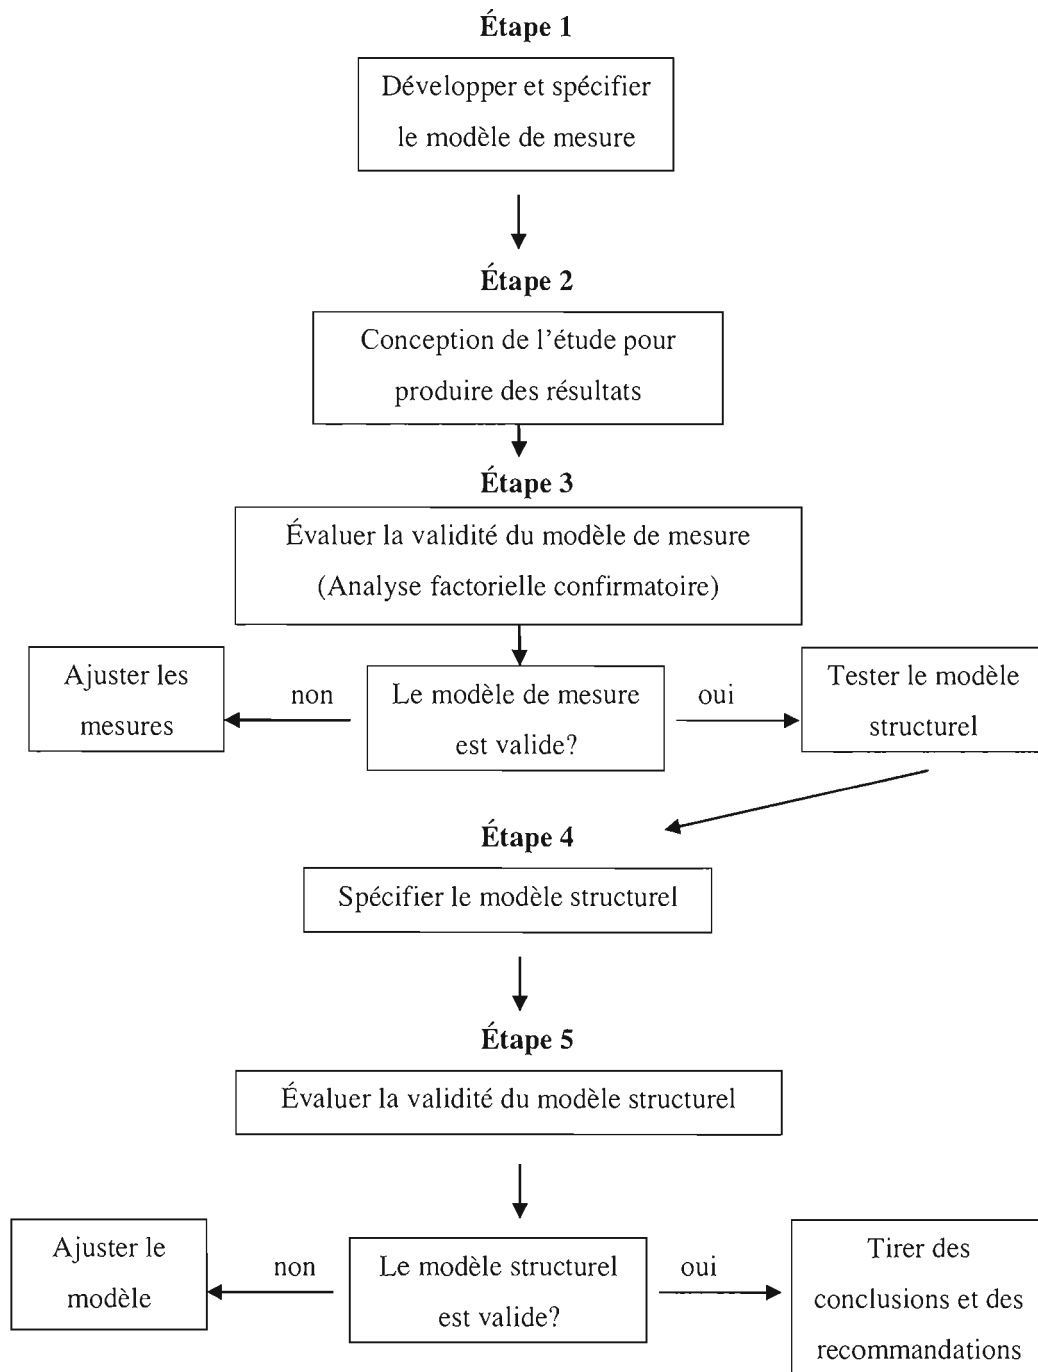 Étape 1
Développer et spécifier
le modèle de mesure
Étape 2
Conception de l'étude pour
produire des résultats
Étape 3
Évaluer la validité du modèle de mesure
(Analyse factorielle confirmatoire)
Ajuster les
mesures
non
Le modèle de mesure
est valide?
oui
Tester le modèle
structurel
Étape 4
Spécifier le modèle structurel
Étape 5
Évaluer la validité du modèle structurel
Ajuster le
modèle
non
Le modèle structurel
est valide?
oui
Tirer des
conclusions et des
recommandations